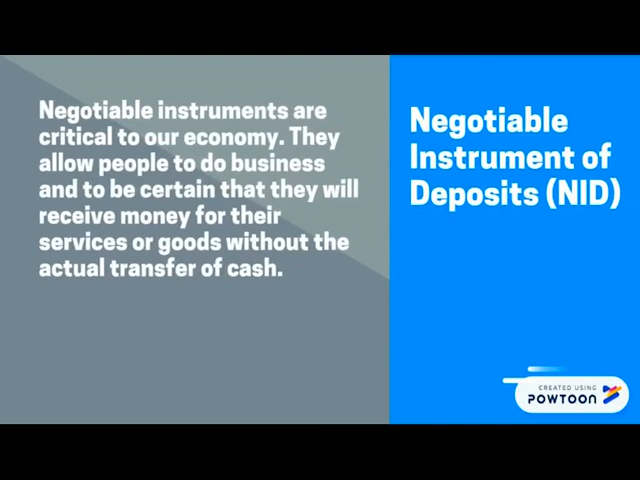 Negotiable instruments are
critical to our economy. They
allow people to do business
and to be certain that they will
receive money for their
services or goods without the
actual transfer of cash.
Negotiable
Instrument of
Deposits (NID)
CREATED USING
POWTOON